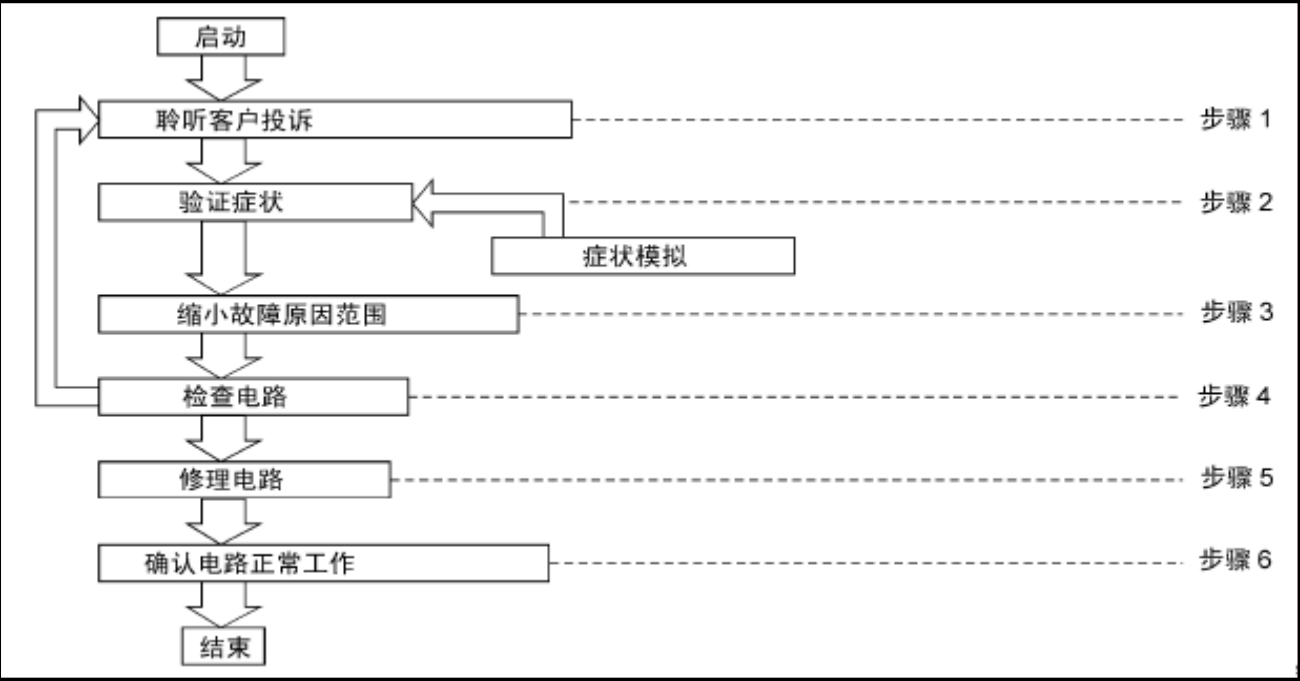 启动
聆听客户投诉 步骤 1
验证症状 步骤 2
症状模拟
缩小故障原因范围 步骤 3
检查电路 步骤 4
修理电路 步骤 5
确认电路正常工作 步骤 6
结束